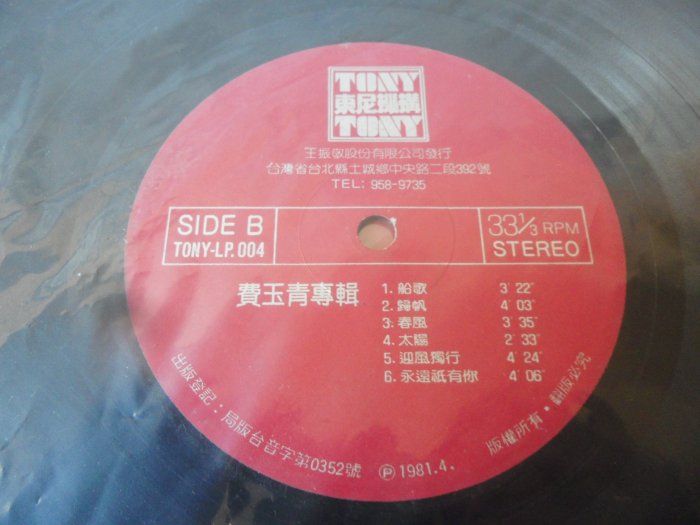 TONY
東尼機構
TONY
王振敬股份有限公司發行
台灣省台北縣土城鄉中央路二段392號
TEL: 958-9735
SIDE B
TONY-LP.004
33⅓ RPM
STEREO
費玉青專輯
1. 船歌 3′22″
2. 歸帆 4′03″
3. 春風 3′35″
4. 太陽 2′33″
5. 迎風獨行 4′24″
6. 永遠祇有你 4′06″
出版登記：局版台音字第0352號 Ⓟ 1981.4. 版權所有・翻版必究